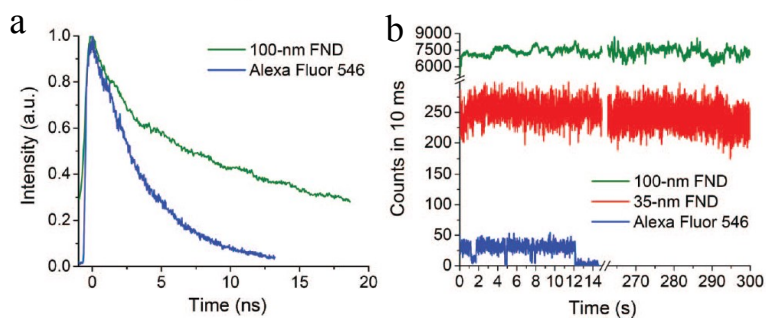 a
b
1.0
0.8
0.6
0.4
0.2
0.0
Intensity (a.u.)
100-nm FND
Alexa Fluor 546
0 5 10 15 20
Time (ns)
9000
7500
6000
250
200
150
100
50
0
Counts in 10 ms
100-nm FND
35-nm FND
Alexa Fluor 546
0 2 4 6 8 10 12 14 270 280 290 300
Time (s)